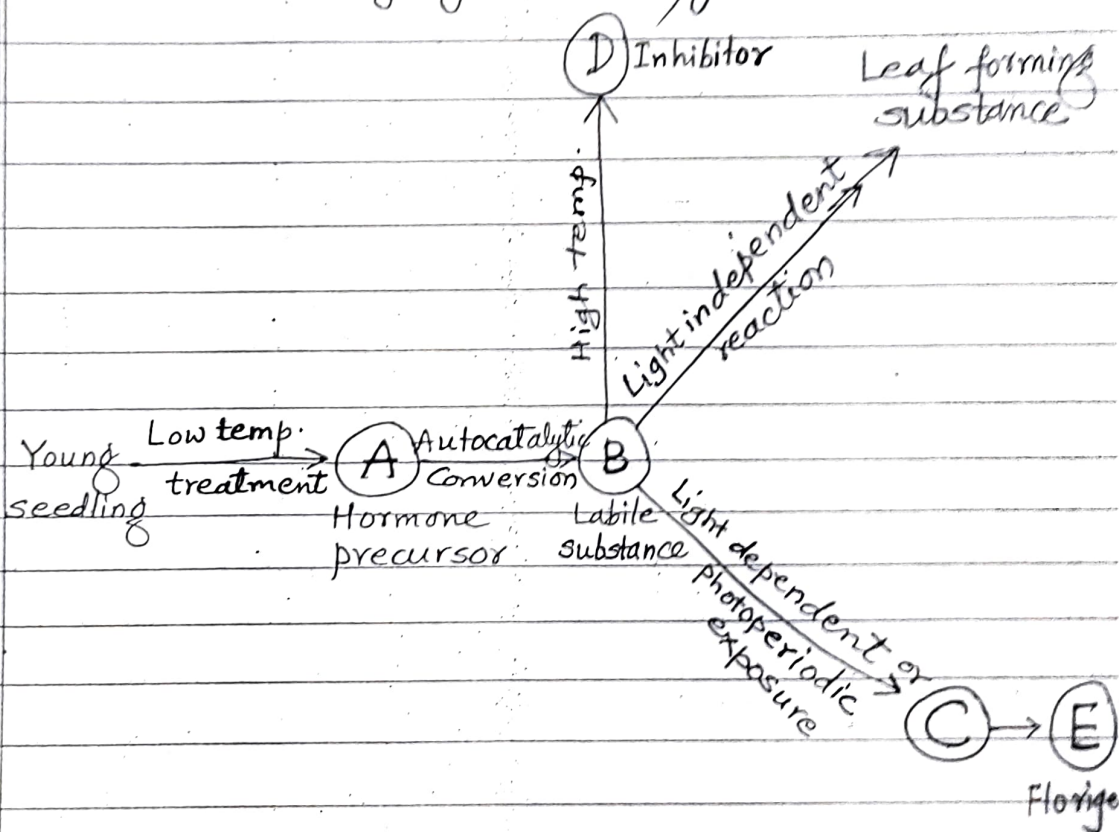 D Inhibitor
Leaf forming
substance
High temp.
Light independent
reaction
Young
seedling
Low temp.
treatment
A
Hormone
precursor
Autocatalytic
Conversion
B
Labile
substance
Light dependent or
photoperiodic
exposure
C
E
Florige